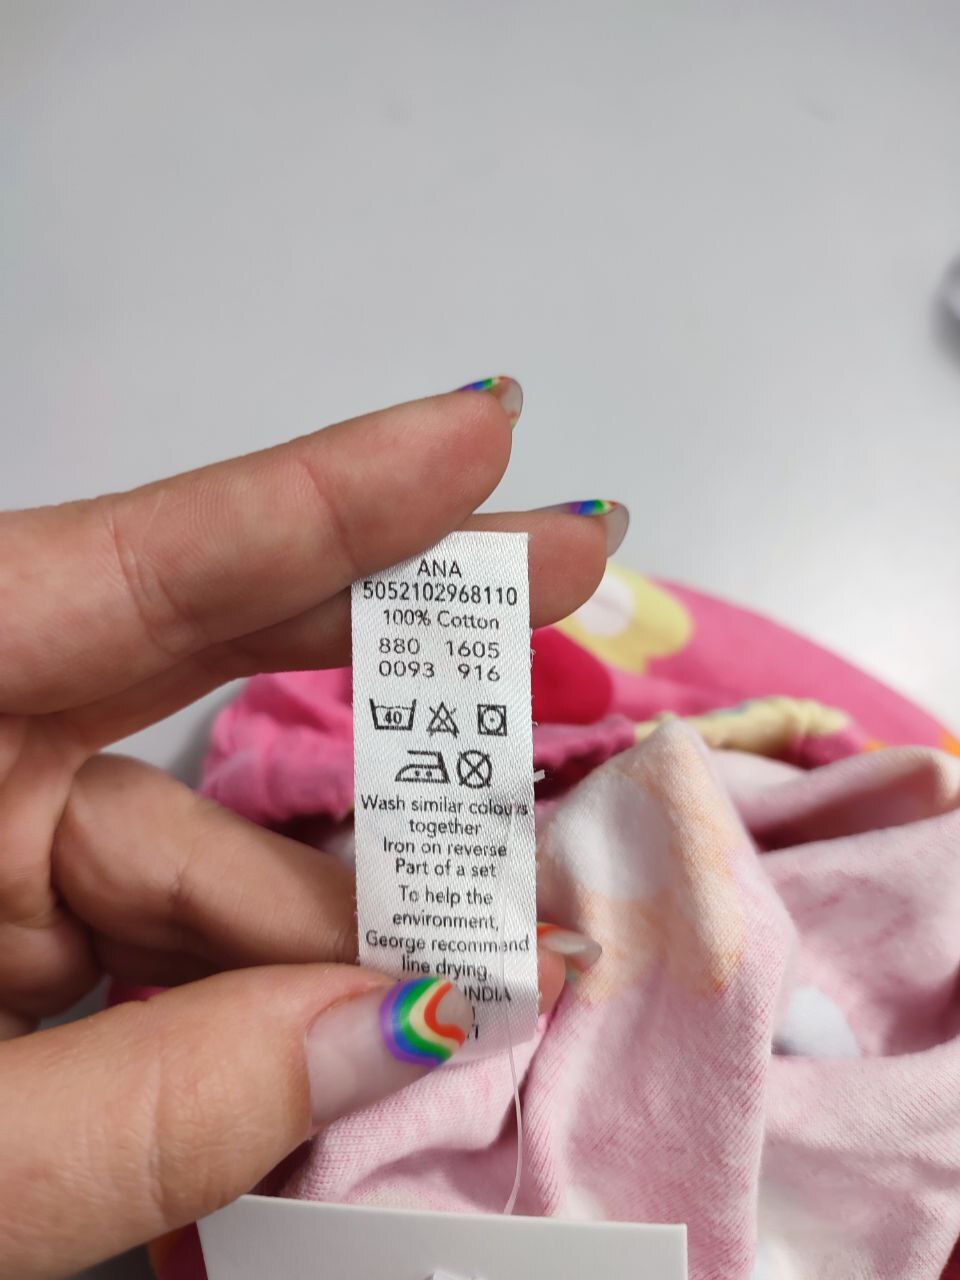 ANA
5052102968110
100% Cotton
880 1605
0093 916
40
Wash similar colours
together
Iron on reverse
Part of a set
To help the
environment,
George recommend
line drying.
INDIA